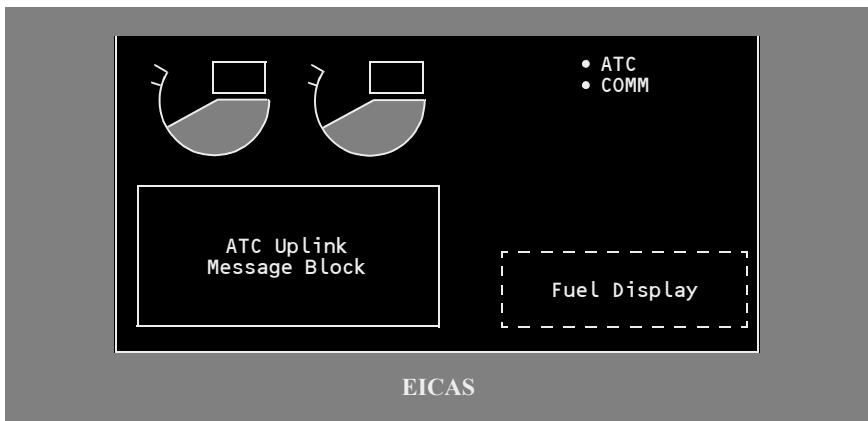 • ATC
• COMM
ATC Uplink
Message Block
Fuel Display
EICAS